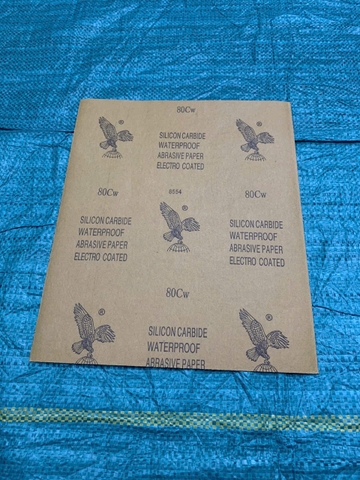 80Cw
®
®
SILICON CARBIDE
WATERPROOF
ABRASIVE PAPER
ELECTRO COATED
80Cw
0554
80Cw
®
SILICON CARBIDE
WATERPROOF
ABRASIVE PAPER
ELECTRO COATED
SILICON CARBIDE
WATERPROOF
ABRASIVE PAPER
ELECTRO COATED
80Cw
®
®
SILICON CARBIDE
WATERPROOF
ABRASIVE PAPER